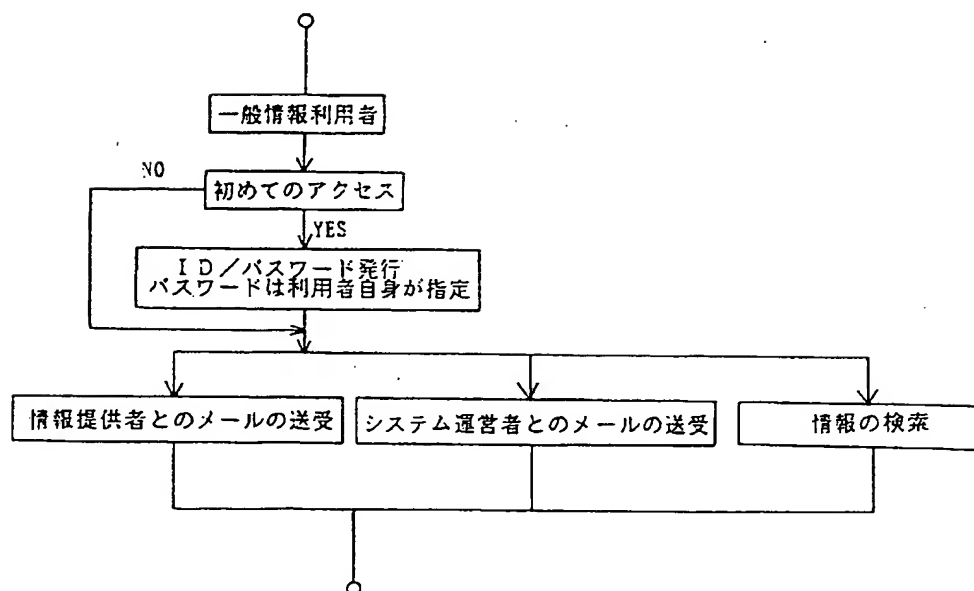 一般情報利用者
NO
初めてのアクセス
YES
ID/パスワード発行
パスワードは利用者自身が指定
情報提供者とのメールの送受
システム運営者とのメールの送受
情報の検索